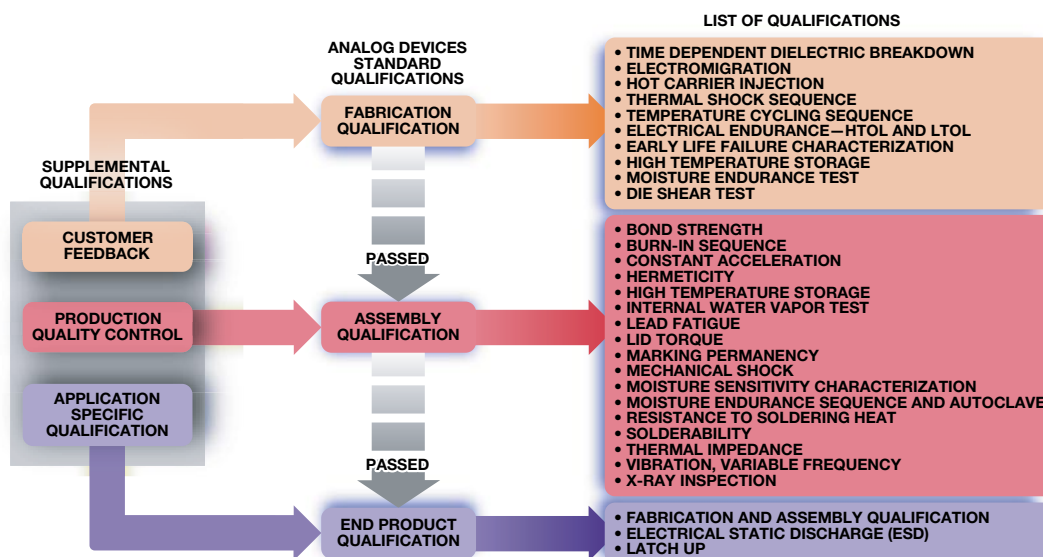 LIST OF QUALIFICATIONS
ANALOG DEVICES
STANDARD
QUALIFICATIONS
SUPPLEMENTAL
QUALIFICATIONS
CUSTOMER
FEEDBACK
PRODUCTION
QUALITY CONTROL
APPLICATION
SPECIFIC
QUALIFICATION
FABRICATION
QUALIFICATION
PASSED
ASSEMBLY
QUALIFICATION
PASSED
END PRODUCT
QUALIFICATION
• TIME DEPENDENT DIELECTRIC BREAKDOWN
• ELECTROMIGRATION
• HOT CARRIER INJECTION
• THERMAL SHOCK SEQUENCE
• TEMPERATURE CYCLING SEQUENCE
• ELECTRICAL ENDURANCE—HTOL AND LTOL
• EARLY LIFE FAILURE CHARACTERIZATION
• HIGH TEMPERATURE STORAGE
• MOISTURE ENDURANCE TEST
• DIE SHEAR TEST
• BOND STRENGTH
• BURN-IN SEQUENCE
• CONSTANT ACCELERATION
• HERMETICITY
• HIGH TEMPERATURE STORAGE
• INTERNAL WATER VAPOR TEST
• LEAD FATIGUE
• LID TORQUE
• MARKING PERMANENCY
• MECHANICAL SHOCK
• MOISTURE SENSITIVITY CHARACTERIZATION
• MOISTURE ENDURANCE SEQUENCE AND AUTOCLAVE
• RESISTANCE TO SOLDERING HEAT
• SOLDERABILITY
• THERMAL IMPEDANCE
• VIBRATION, VARIABLE FREQUENCY
• X-RAY INSPECTION
• FABRICATION AND ASSEMBLY QUALIFICATION
• ELECTRICAL STATIC DISCHARGE (ESD)
• LATCH UP